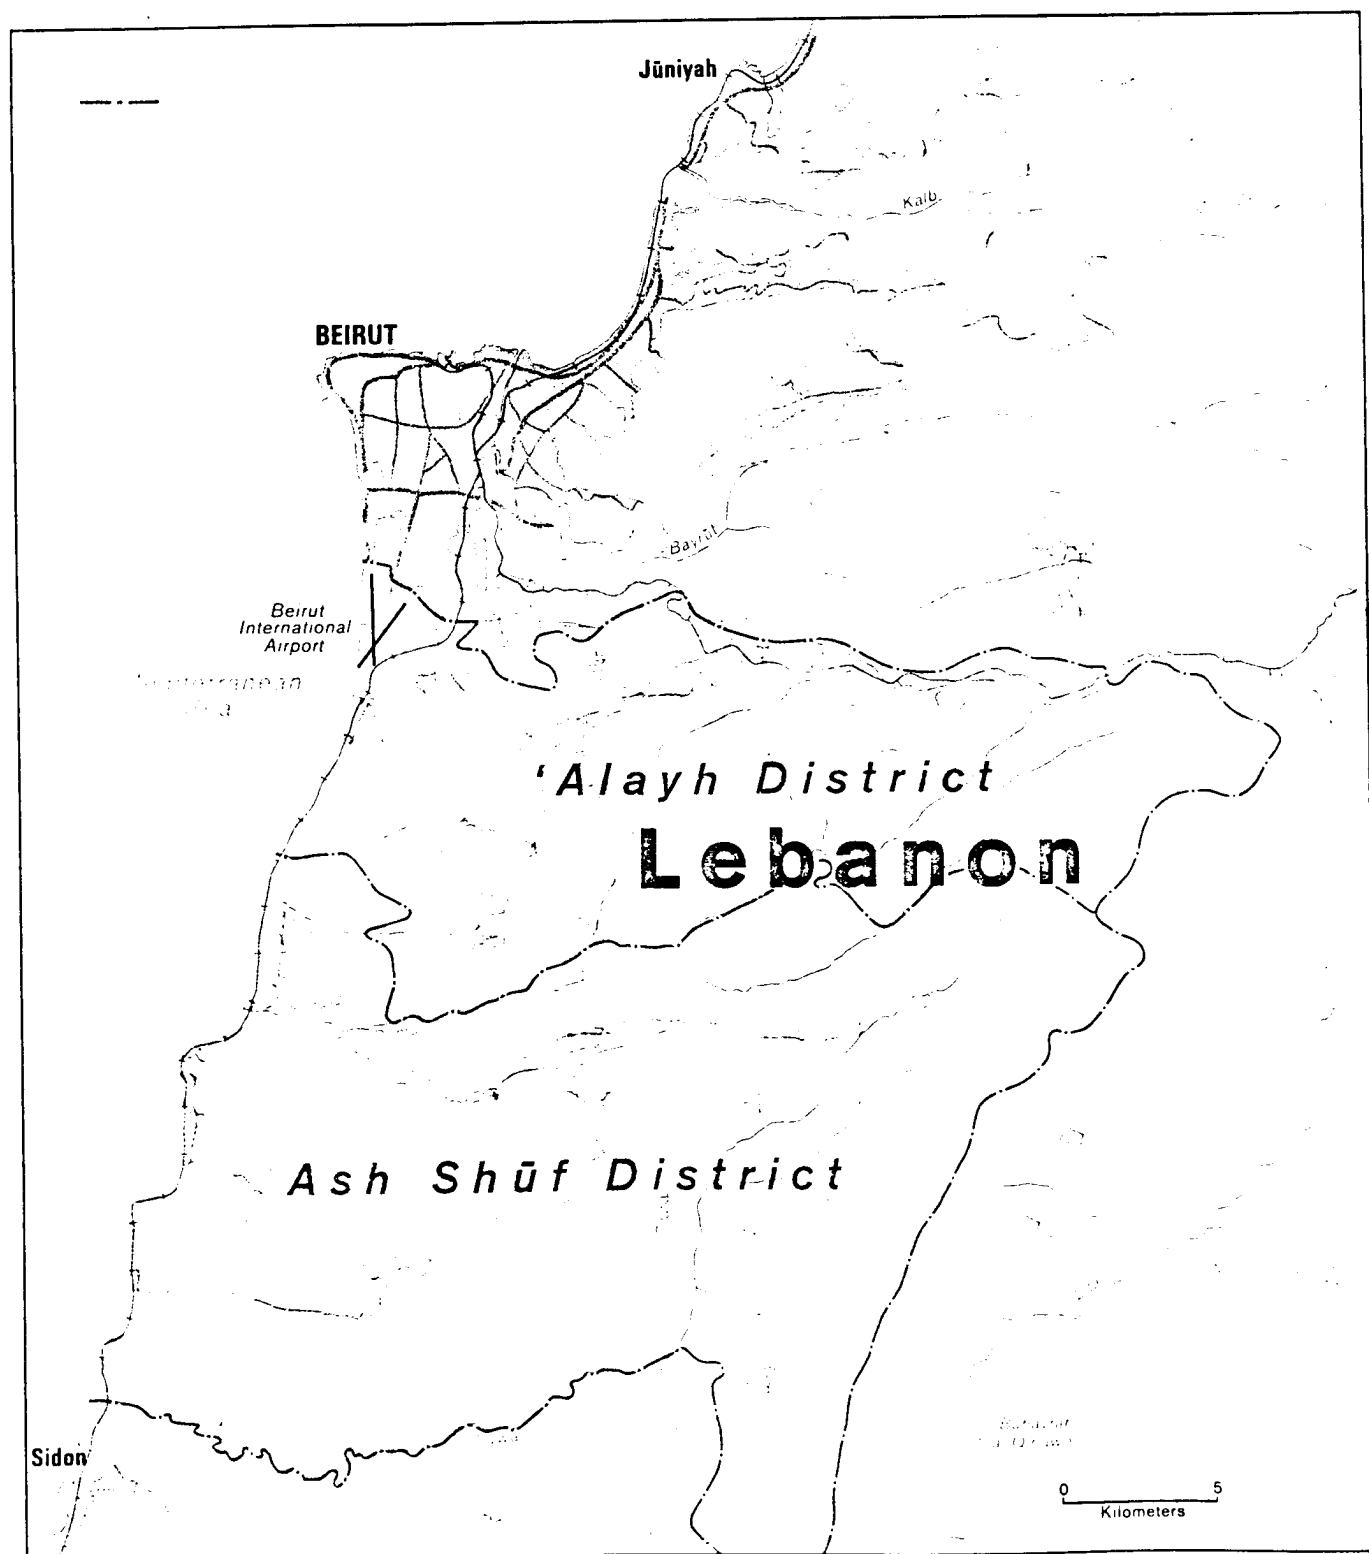 Jūniyah
Kalb
BEIRUT
Bayrūt
Beirut
International
Airport
‘Alayh District
Lebanon
Ash Shūf District
Sidon
0 5
Kilometers